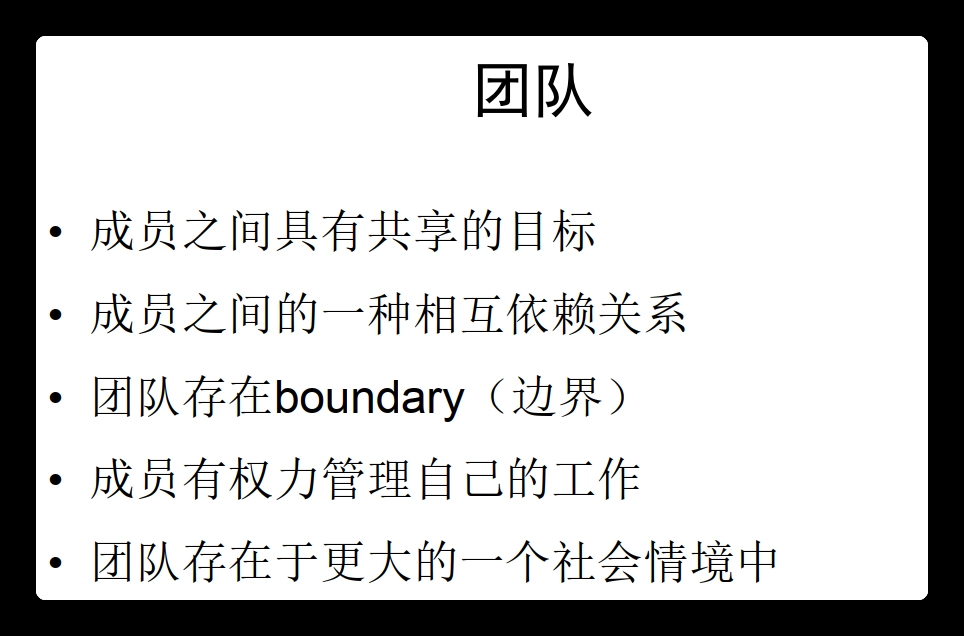 团队
• 成员之间具有共享的目标
• 成员之间的一种相互依赖关系
• 团队存在boundary（边界）
• 成员有权力管理自己的工作
• 团队存在于更大的一个社会情境中